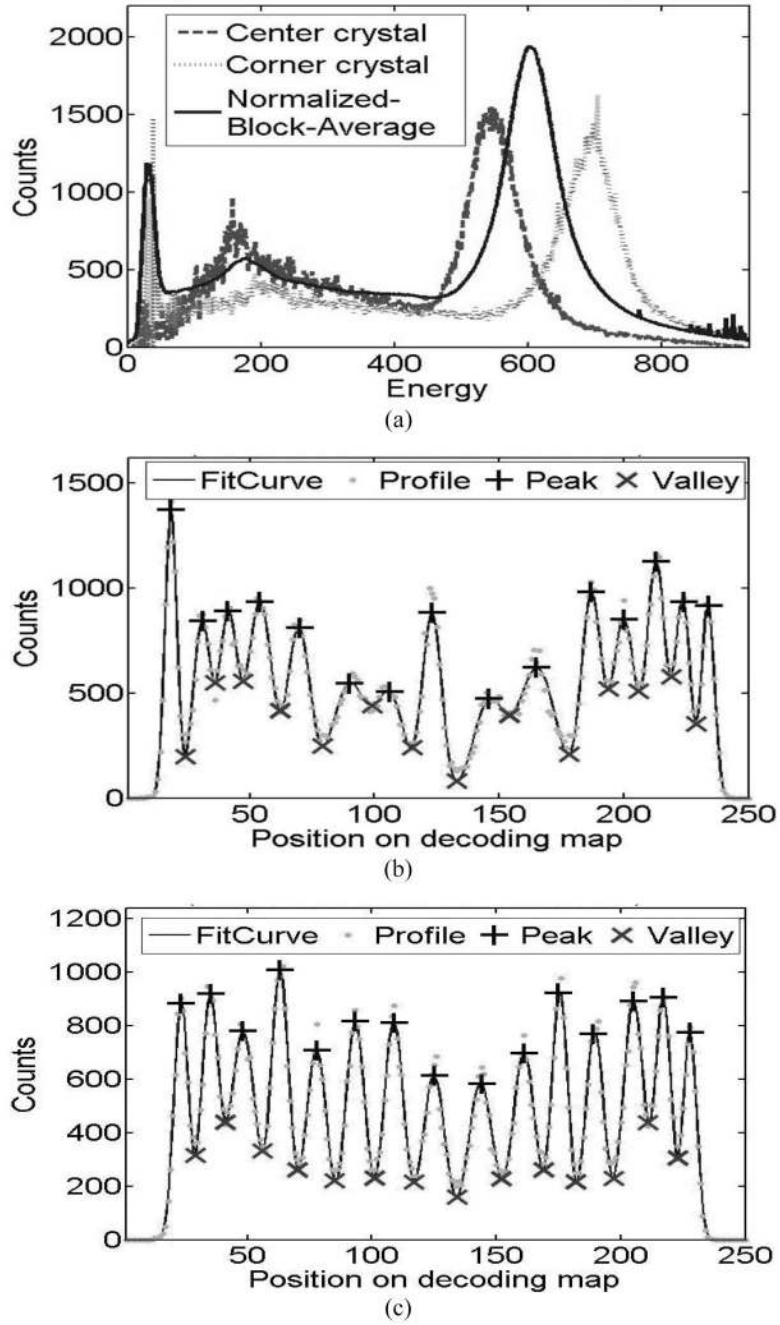 2000
1500
1000
500
0
Counts
Center crystal
Corner crystal
Normalized-
Block-Average
0 200 400 600 800
Energy
(a)
1500
1000
500
0
Counts
FitCurve Profile Peak Valley
50 100 150 200 250
Position on decoding map
(b)
1200
1000
800
600
400
200
0
Counts
FitCurve Profile Peak Valley
50 100 150 200 250
Position on decoding map
(c)